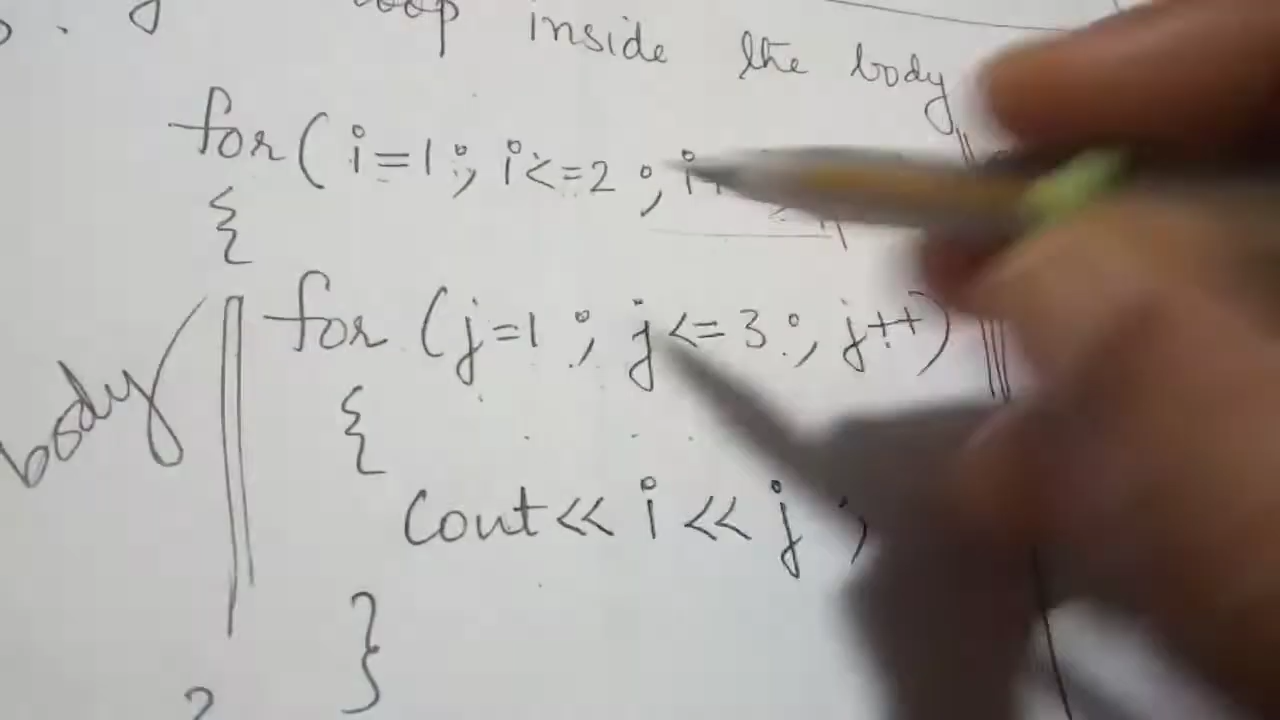 inside the body
for ( i = 1 ; i <= 2 ; i+
{
for ( j = 1 ; j <= 3 ; j++ )
{
cout << i << j ;
}
body